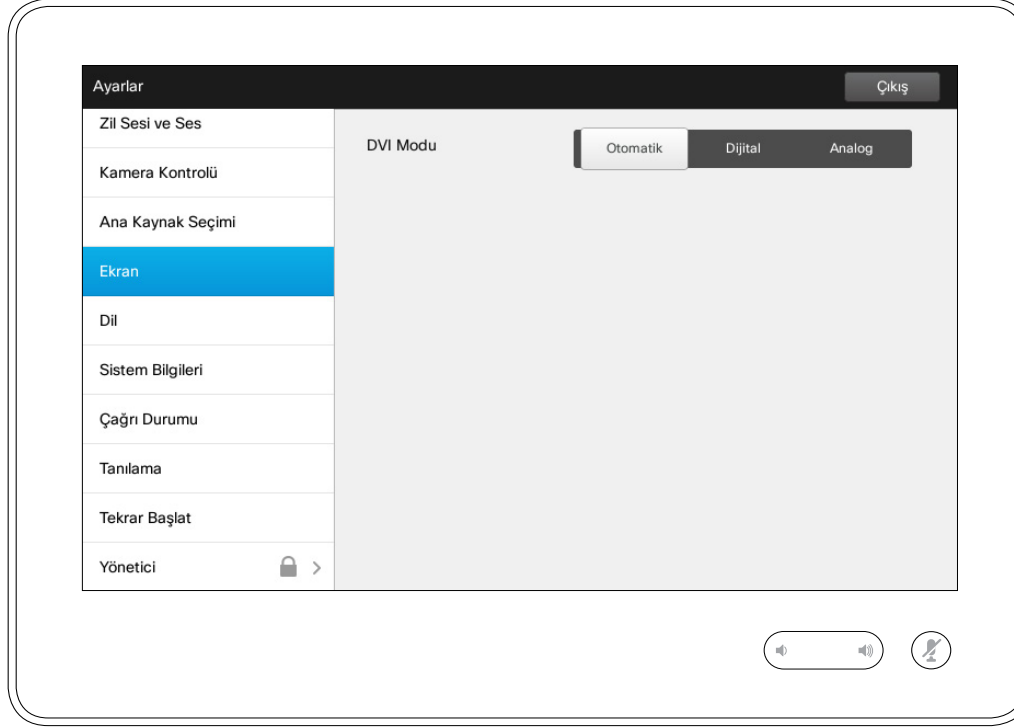 Ayarlar
Çıkış
Zil Sesi ve Ses
DVI Modu
Otomatik
Dijital
Analog
Kamera Kontrolü
Ana Kaynak Seçimi
Ekran
Dil
Sistem Bilgileri
Çağrı Durumu
Tanılama
Tekrar Başlat
Yönetici